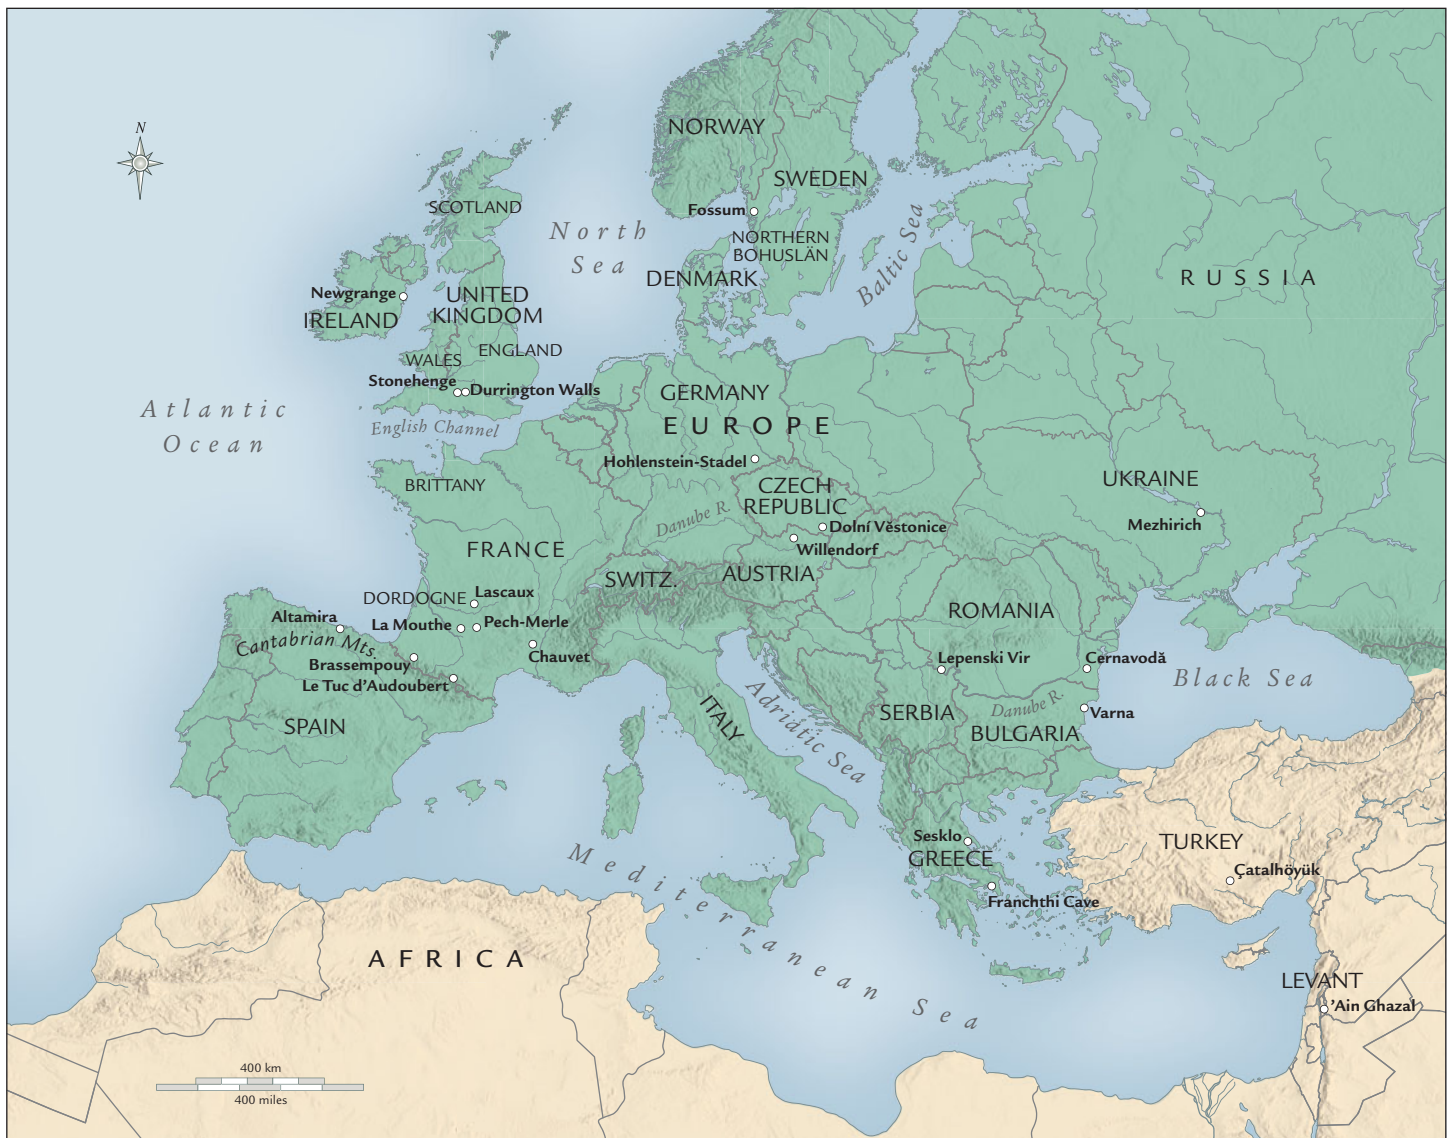 N
NORWAY
SWEDEN
SCOTLAND
Fossum
North
Sea
NORTHERN
BOHUSLÄN
Baltic Sea
DENMARK
RUSSIA
Newgrange
IRELAND
UNITED
KINGDOM
WALES
ENGLAND
Stonehenge
Durrington Walls
GERMANY
Atlantic
Ocean
English Channel
EUROPE
Hohlenstein-Stadel
BRITTANY
CZECH
REPUBLIC
UKRAINE
Mezhirich
Danube R.
Dolní Věstonice
Willendorf
FRANCE
SWITZ.
AUSTRIA
DORDOGNE
Lascaux
ROMANIA
Altamira
La Mouthe
Pech-Merle
Cantabrian Mts.
Chauvet
Brassempouy
Le Tuc d’Audoubert
Lepenski Vir
Cernavodă
Black Sea
SPAIN
ITALY
Adriatic Sea
SERBIA
Danube R.
Varna
BULGARIA
Sesklo
GREECE
TURKEY
Çatalhöyük
Franchthi Cave
Mediterranean Sea
AFRICA
LEVANT
’Ain Ghazal
400 km
400 miles